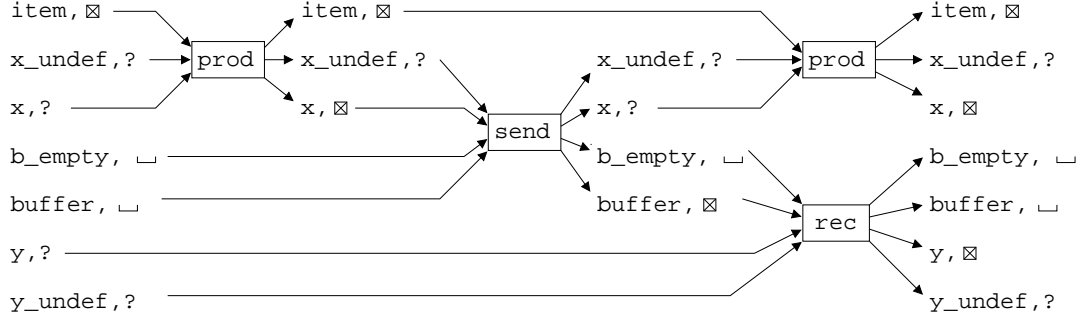 item, ⊠ item, ⊠ item, ⊠
x_undef,? prod x_undef,? x_undef,? prod x_undef,?
x,? x, ⊠ x,? x, ⊠
send
b_empty, ⎵ b_empty, ⎵ b_empty, ⎵
buffer, ⎵ buffer, ⊠ buffer, ⎵
rec
y,? y, ⊠
y_undef,? y_undef,?